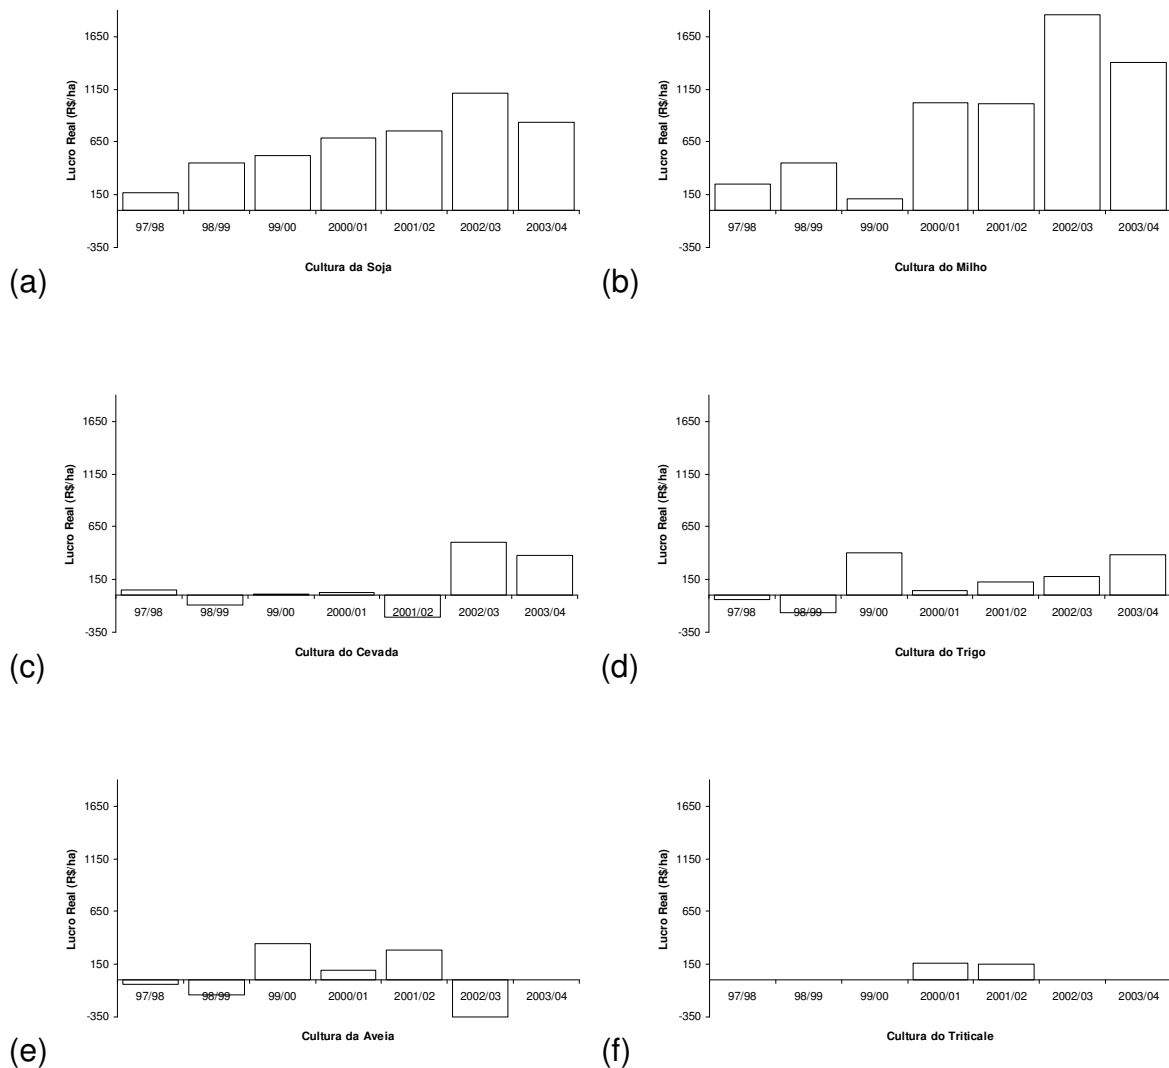 Lucro Real (R$/ha)
1650
1150
650
150
-350
97/98 98/99 99/00 2000/01 2001/02 2002/03 2003/04
Cultura da Soja
(a)
Lucro Real (R$/ha)
1650
1150
650
150
-350
97/98 98/99 99/00 2000/01 2001/02 2002/03 2003/04
Cultura do Milho
(b)
Lucro Real (R$/ha)
1650
1150
650
150
-350
97/98 98/99 99/00 2000/01 2001/02 2002/03 2003/04
Cultura do Cevada
(c)
Lucro Real (R$/ha)
1650
1150
650
150
-350
97/98 98/99 99/00 2000/01 2001/02 2002/03 2003/04
Cultura do Trigo
(d)
Lucro Real (R$/ha)
1650
1150
650
150
-350
97/98 98/99 99/00 2000/01 2001/02 2002/03 2003/04
Cultura da Aveia
(e)
Lucro Real (R$/ha)
1650
1150
650
150
-350
97/98 98/99 99/00 2000/01 2001/02 2002/03 2003/04
Cultura do Triticale
(f)